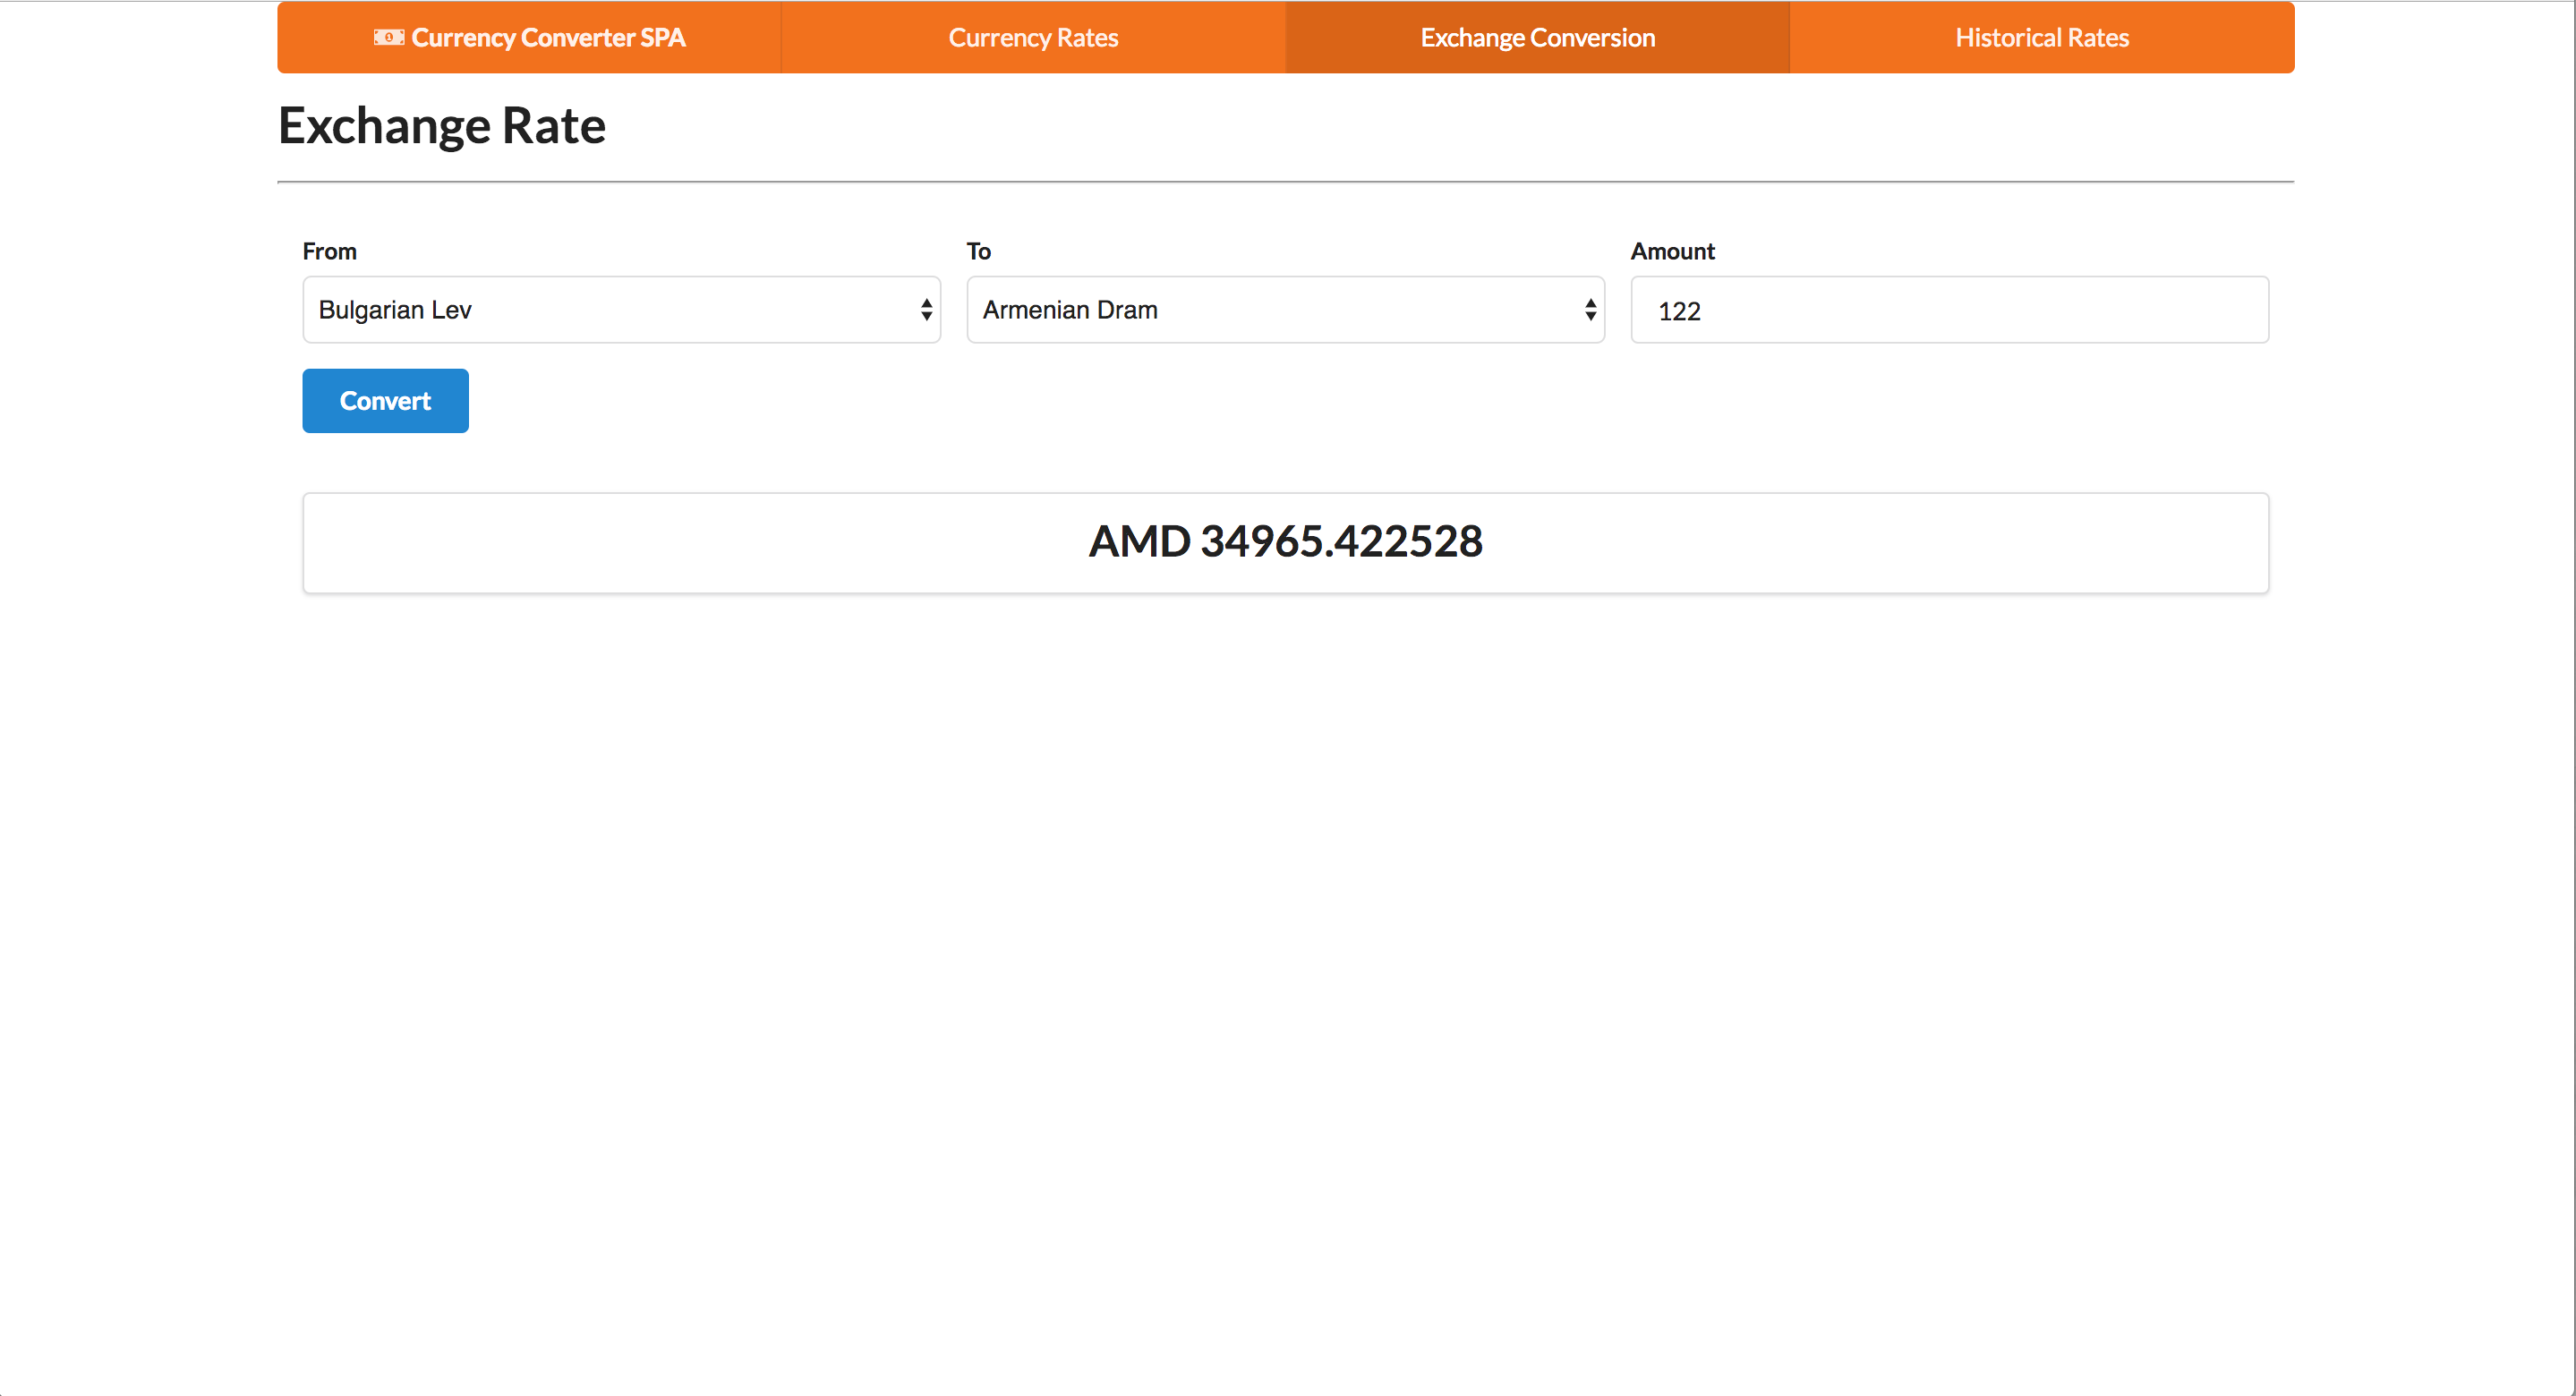 Currency Converter SPA
Currency Rates
Exchange Conversion
Historical Rates
Exchange Rate
From
To
Amount
Bulgarian Lev
Armenian Dram
122
Convert
AMD 34965.422528